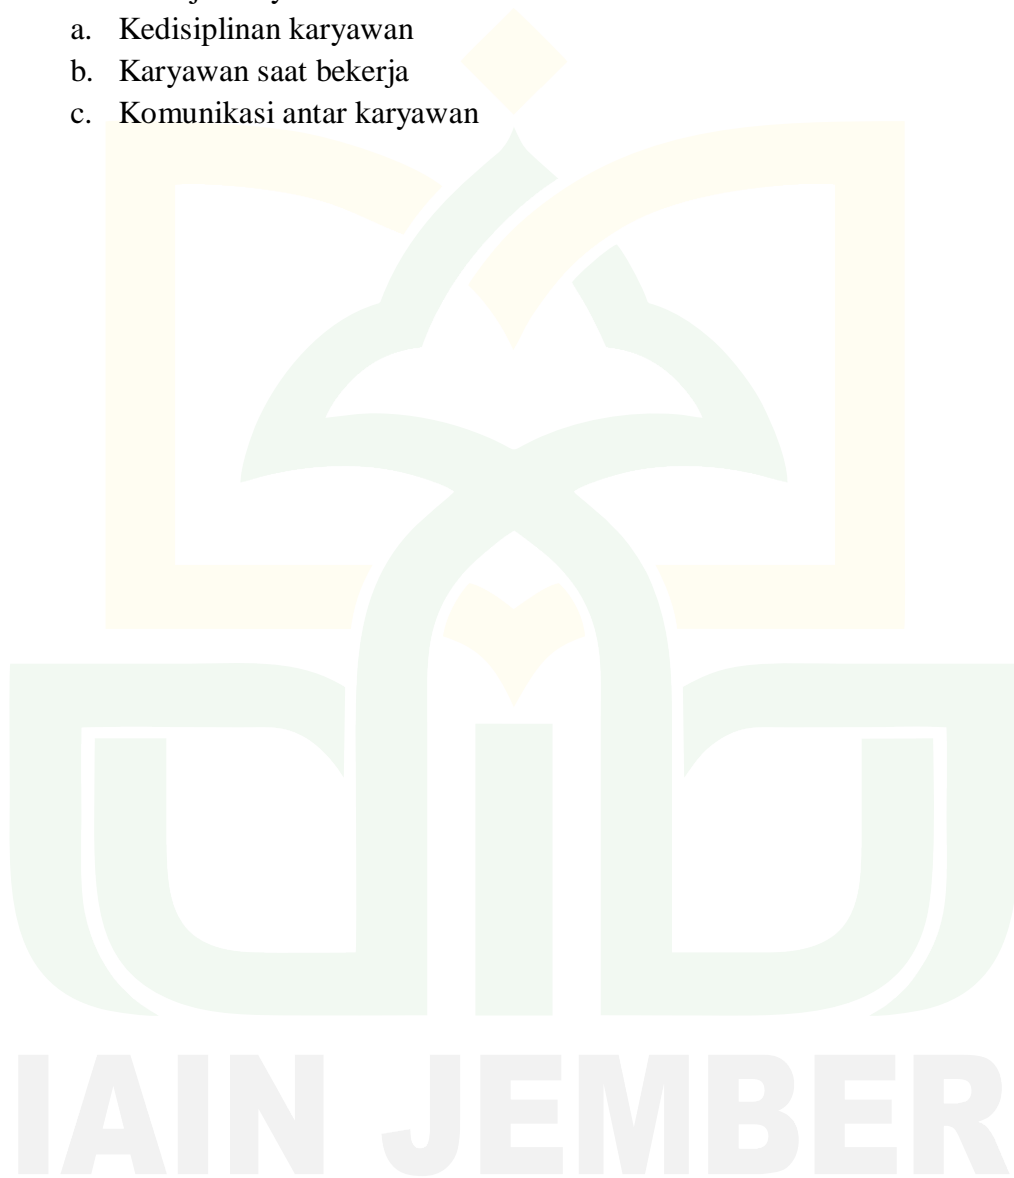 a. Kedisiplinan karyawan
b. Karyawan saat bekerja
c. Komunikasi antar karyawan
IAIN JEMBER